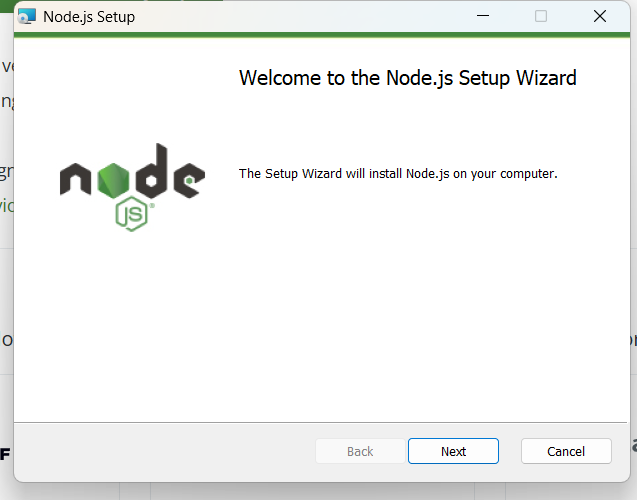 Node.js Setup
Welcome to the Node.js Setup Wizard
The Setup Wizard will install Node.js on your computer.
node
JS
Back
Next
Cancel